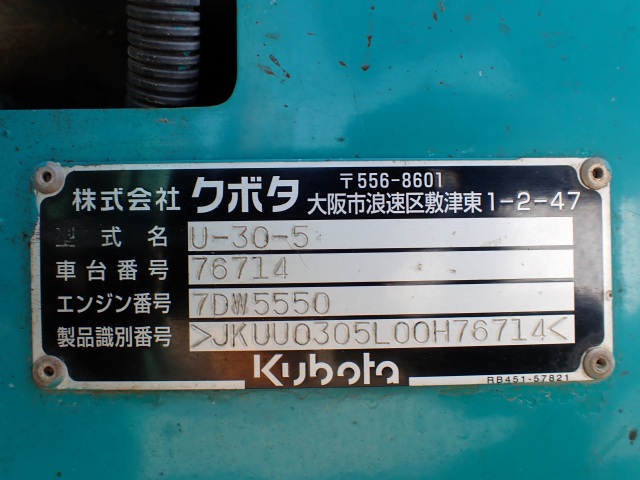 株式会社 クボタ 〒556-8601
大阪市浪速区敷津東1-2-47
型式名 U-30-5
車台番号 76714
エンジン番号 7DW5550
製品識別番号 >JKUU0305L00H76714<
Kubota
RB451-57821